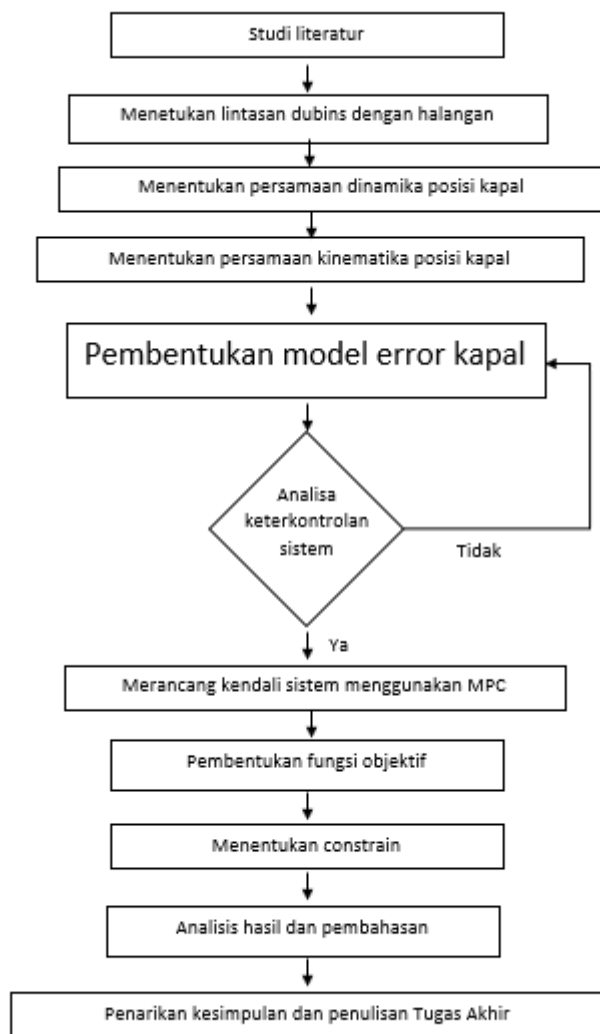 Studi literatur
Menetukan lintasan dubins dengan halangan
Menentukan persamaan dinamika posisi kapal
Menentukan persamaan kinematika posisi kapal
Pembentukan model error kapal
Analisa
keterkontrolan
sistem
Tidak
Ya
Merancang kendali sistem menggunakan MPC
Pembentukan fungsi objektif
Menentukan constrain
Analisis hasil dan pembahasan
Penarikan kesimpulan dan penulisan Tugas Akhir